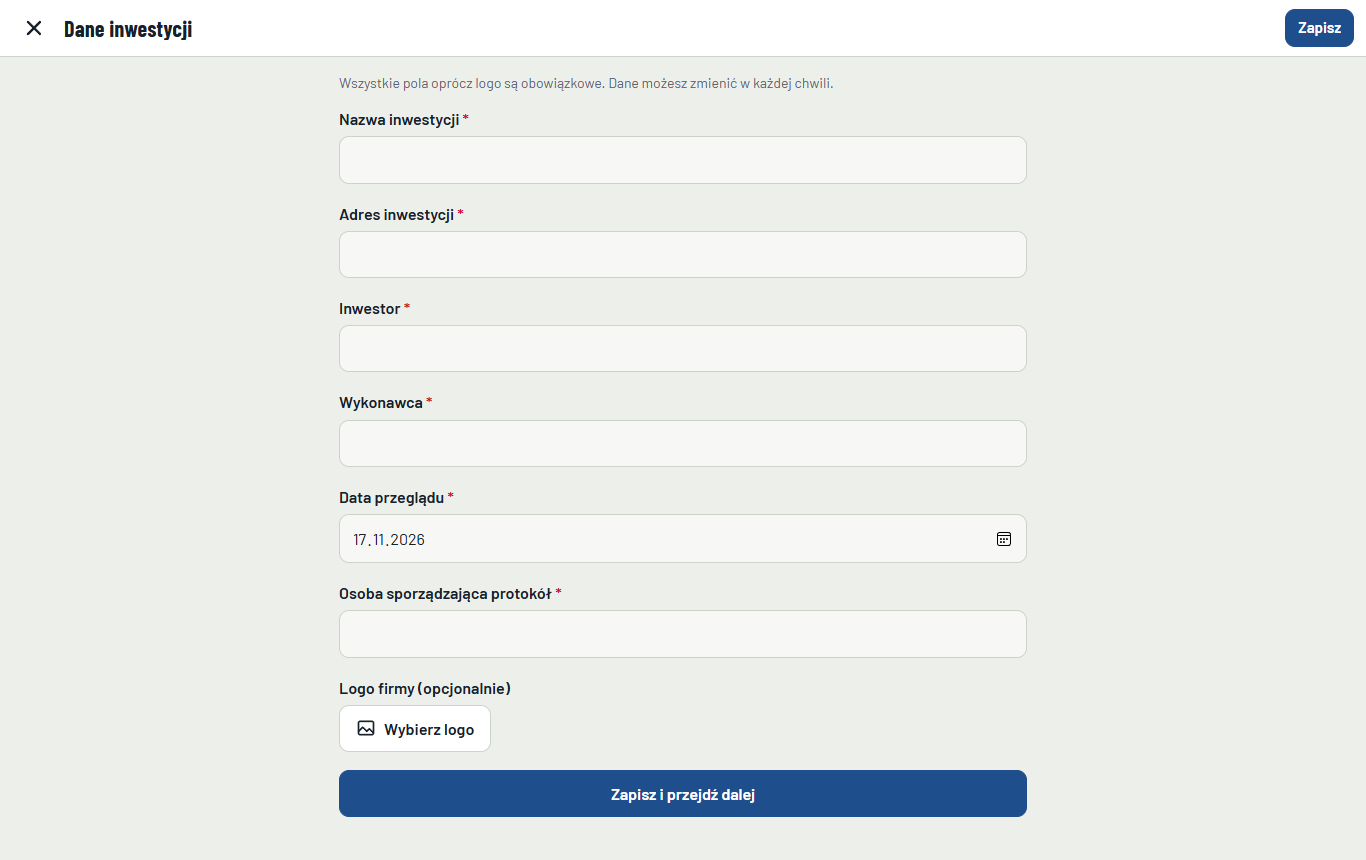 Dane inwestycji
Zapisz
Wszystkie pola oprócz logo są obowiązkowe. Dane możesz zmienić w każdej chwili.
Nazwa inwestycji *
Adres inwestycji *
Inwestor *
Wykonawca *
Data przeglądu *
17.11.2026
Osoba sporządzająca protokół *
Logo firmy (opcjonalnie)
Wybierz logo
Zapisz i przejdź dalej